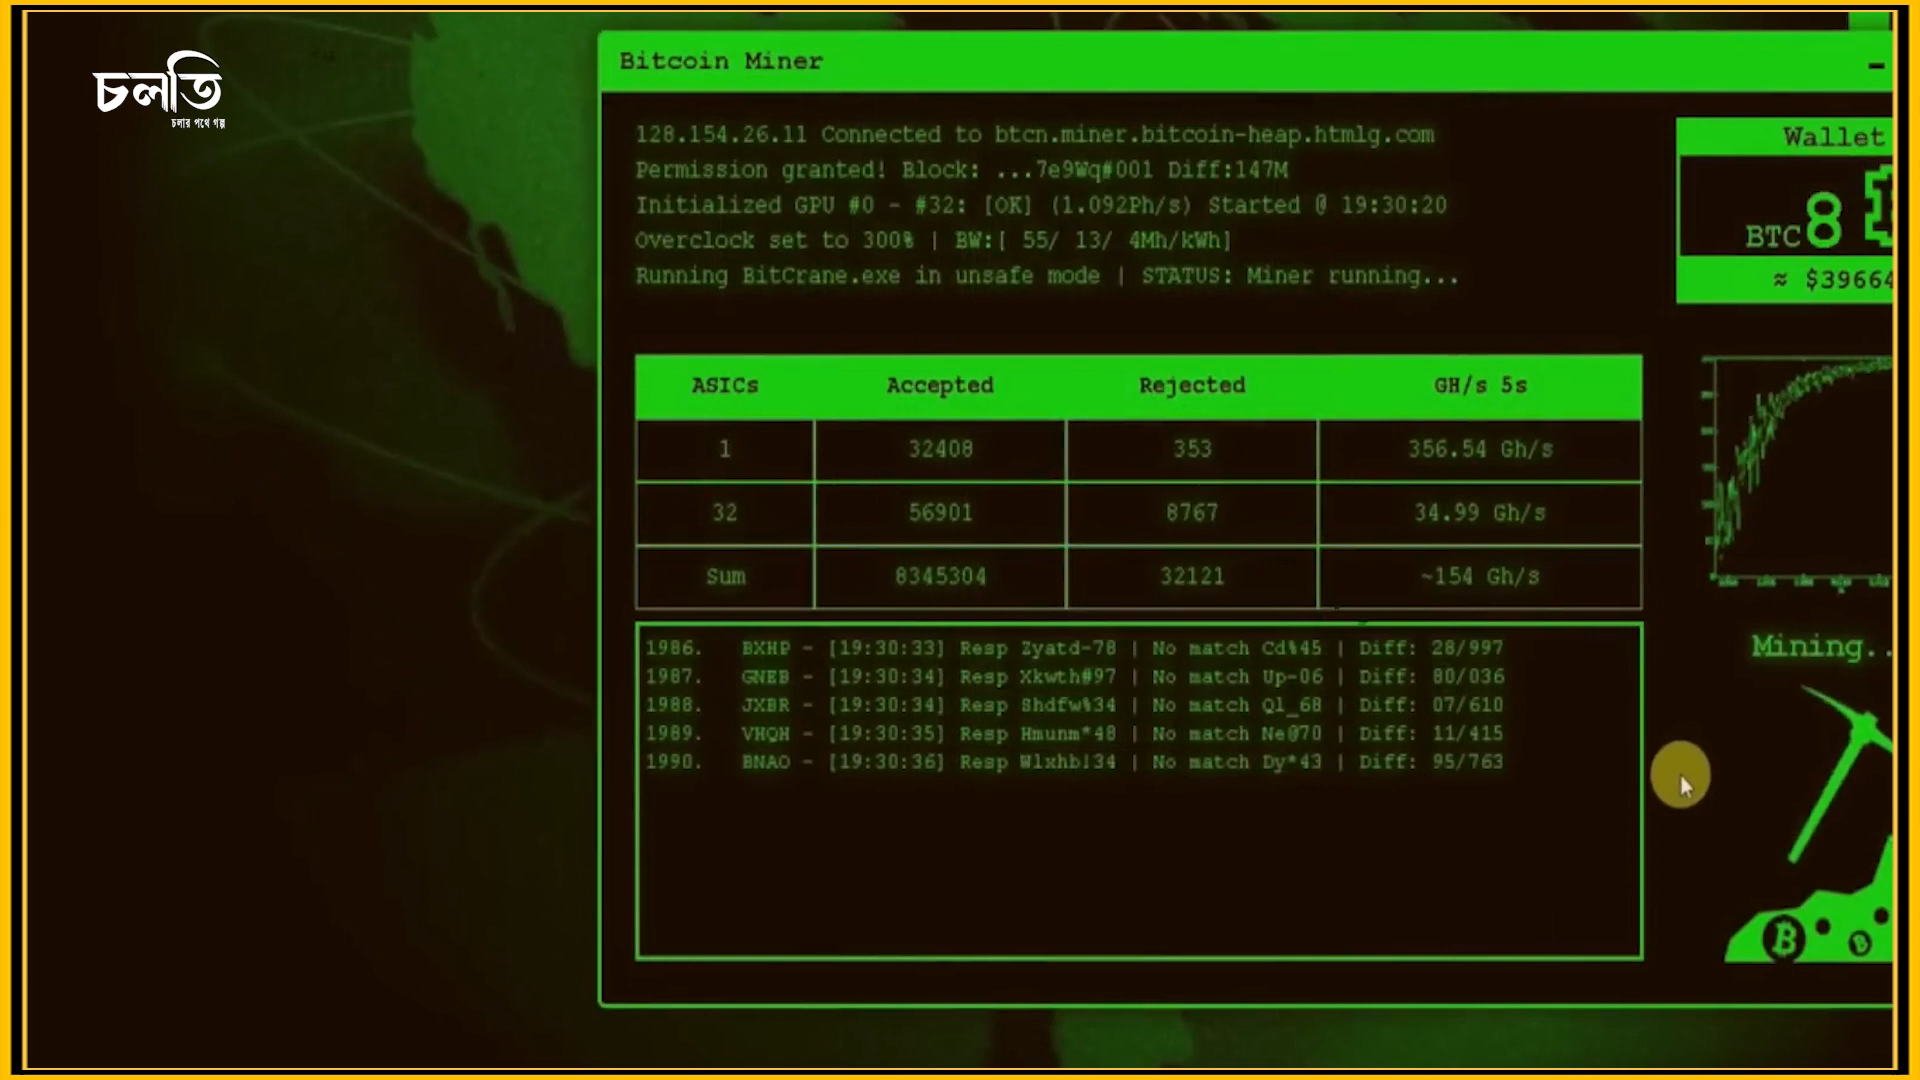 চলতি
চলার পথে গল্প
Bitcoin Miner
128.154.26.11 Connected to btcn.miner.bitcoin-heap.htmlg.com
Permission granted! Block: ...7e9Wq#001 Diff:147M
Initialized GPU #0 - #32: [OK] (1.092Ph/s) Started @ 19:30:20
Overclock set to 300% | BW:[ 55/ 13/ 4Mh/kWh]
Running BitCrane.exe in unsafe mode | STATUS: Miner running...
Wallet
BTC 8
≈ $39664
ASICs Accepted Rejected GH/s 5s
1 32408 353 356.54 Gh/s
32 56901 8767 34.99 Gh/s
Sum 8345304 32121 ~154 Gh/s
1986. BXHP - [19:30:33] Resp Zyatd-78 | No match Cd%45 | Diff: 28/997
1987. GNEB - [19:30:34] Resp Xkwth#97 | No match Up-06 | Diff: 80/036
1988. JXBR - [19:30:34] Resp Shdfw%34 | No match Ql_68 | Diff: 07/610
1989. VHQH - [19:30:35] Resp Hmunm*48 | No match Ne@70 | Diff: 11/415
1990. BNAO - [19:30:36] Resp Wlxhb!34 | No match Dy*43 | Diff: 95/763
Mining..